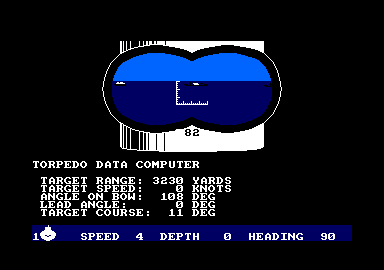 82
TORPEDO DATA COMPUTER
TARGET RANGE: 3230 YARDS
TARGET SPEED: 0 KNOTS
ANGLE ON BOW: 108 DEG
LEAD ANGLE: 0 DEG
TARGET COURSE: 11 DEG
1 SPEED 4 DEPTH 0 HEADING 90